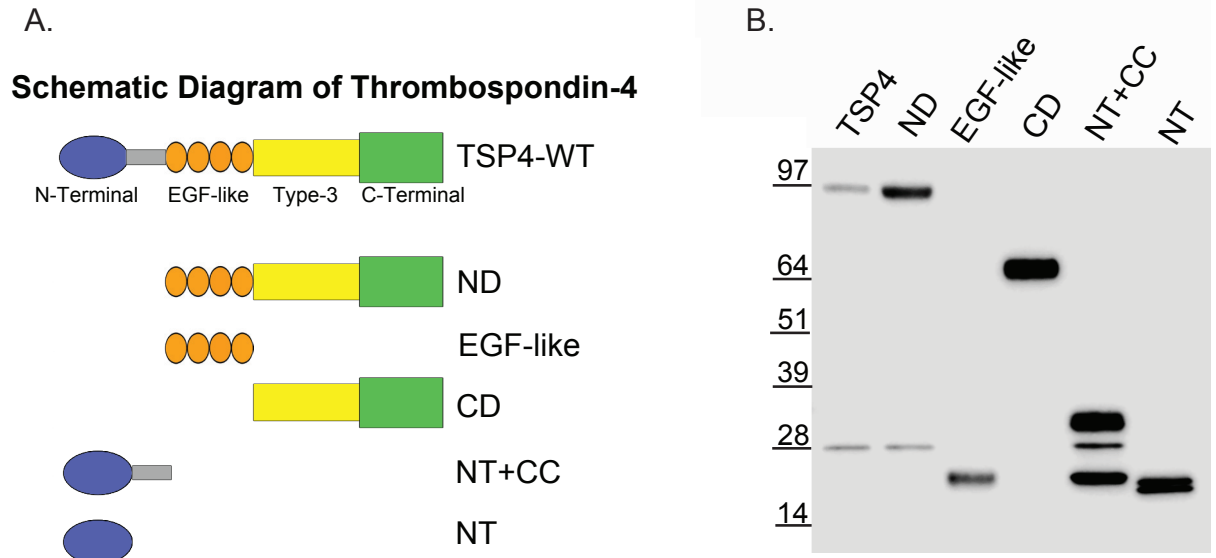 A.
Schematic Diagram of Thrombospondin-4
TSP4-WT
N-Terminal EGF-like Type-3 C-Terminal
ND
EGF-like
CD
NT+CC
NT
B.
TSP4 ND EGF-like CD NT+CC NT
97
64
51
39
28
14